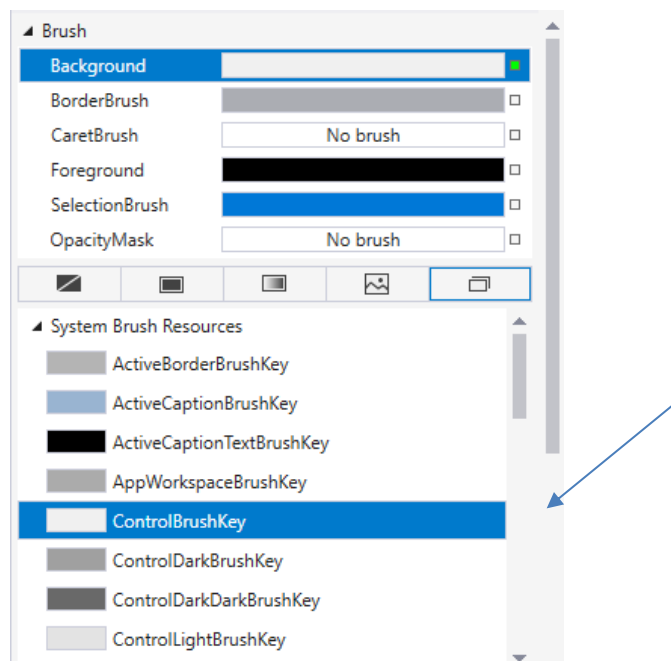 Brush
Background
BorderBrush
CaretBrush No brush
Foreground
SelectionBrush
OpacityMask No brush
System Brush Resources
ActiveBorderBrushKey
ActiveCaptionBrushKey
ActiveCaptionTextBrushKey
AppWorkspaceBrushKey
ControlBrushKey
ControlDarkBrushKey
ControlDarkDarkBrushKey
ControlLightBrushKey